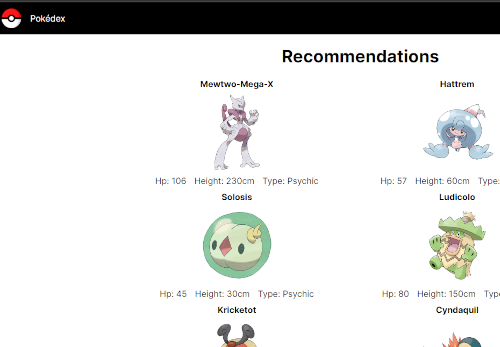 Pokédex
Recommendations
Mewtwo-Mega-X
Hattrem
Hp: 106 Height: 230cm Type: Psychic
Hp: 57 Height: 60cm Type:
Solosis
Ludicolo
Hp: 45 Height: 30cm Type: Psychic
Hp: 80 Height: 150cm Type:
Kricketot
Cyndaquil